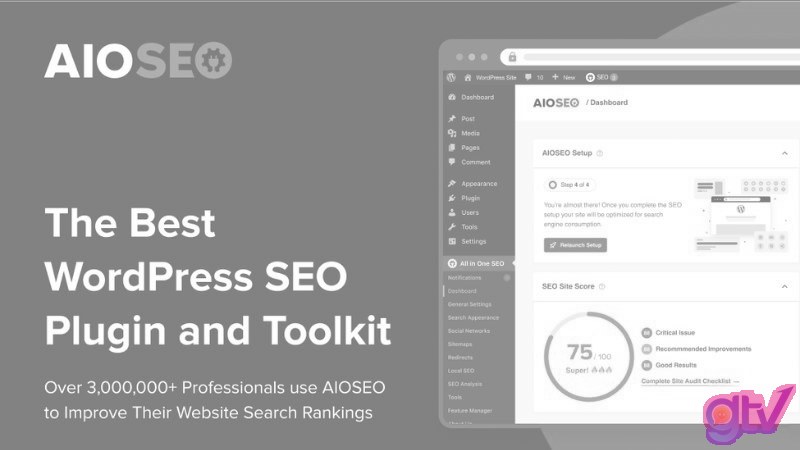 AIOSEO
The Best
WordPress SEO
Plugin and Toolkit
Over 3,000,000+ Professionals use AIOSEO
to Improve Their Website Search Rankings
WordPress Site 10 New SEO
AIOSEO / Dashboard
Dashboard
Post
Media
Pages
Comment
Appearance
Plugin
Users
Tools
Settings
All in One SEO
Notifications
Dashboard
General Settings
Search Appearance
Social Networks
Sitemaps
Redirects
Local SEO
SEO Analysis
Tools
Feature Manager
AIOSEO Setup
Step 4 of 4
You're almost there! Once you complete the SEO
setup your site will be optimized for search
engine consumption.
Relaunch Setup
SEO Site Score
75 / 100
Super!
Critical Issue
Recommmended Improvements
Good Results
Complete Site Audit Checklist →
gtv